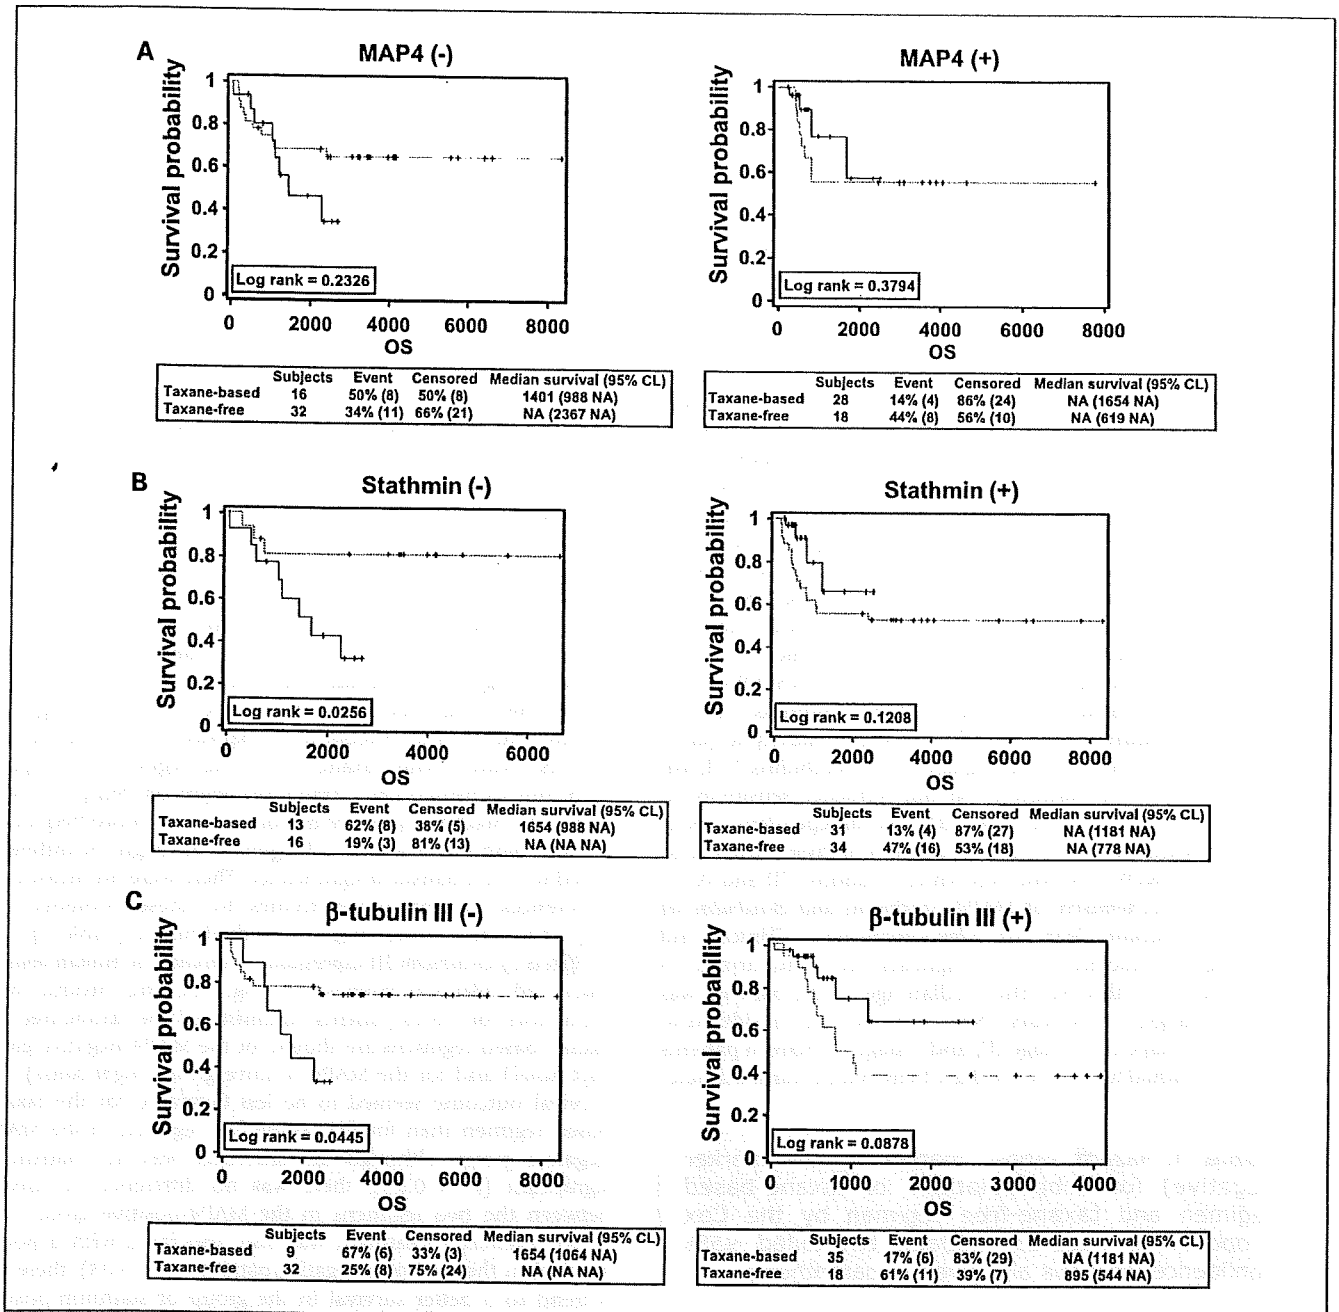 A
MAP4 (-)
Survival probability
1
0.8
0.6
0.4
0.2
0
Log rank = 0.2326
0 2000 4000 6000 8000
OS
Subjects Event Censored Median survival (95% CL)
Taxane-based 16 50% (8) 50% (8) 1401 (988 NA)
Taxane-free 32 34% (11) 66% (21) NA (2367 NA)
MAP4 (+)
Survival probability
1
0.8
0.6
0.4
0.2
0
Log rank = 0.3794
0 2000 4000 6000 8000
OS
Subjects Event Censored Median survival (95% CL)
Taxane-based 28 14% (4) 86% (24) NA (1654 NA)
Taxane-free 18 44% (8) 56% (10) NA (619 NA)
B
Stathmin (-)
Survival probability
1
0.8
0.6
0.4
0.2
0
Log rank = 0.0256
0 2000 4000 6000
OS
Subjects Event Censored Median survival (95% CL)
Taxane-based 13 62% (8) 38% (5) 1654 (988 NA)
Taxane-free 16 19% (3) 81% (13) NA (NA NA)
Stathmin (+)
Survival probability
1
0.8
0.6
0.4
0.2
0
Log rank = 0.1208
0 2000 4000 6000 8000
OS
Subjects Event Censored Median survival (95% CL)
Taxane-based 31 13% (4) 87% (27) NA (1181 NA)
Taxane-free 34 47% (16) 53% (18) NA (778 NA)
C
β-tubulin III (-)
Survival probability
1
0.8
0.6
0.4
0.2
0
Log rank = 0.0445
0 2000 4000 6000 8000
OS
Subjects Event Censored Median survival (95% CL)
Taxane-based 9 67% (6) 33% (3) 1654 (1064 NA)
Taxane-free 32 25% (8) 75% (24) NA (NA NA)
β-tubulin III (+)
Survival probability
1
0.8
0.6
0.4
0.2
0
Log rank = 0.0878
0 1000 2000 3000 4000
OS
Subjects Event Censored Median survival (95% CL)
Taxane-based 35 17% (6) 83% (29) NA (1181 NA)
Taxane-free 18 61% (11) 39% (7) 895 (544 NA)